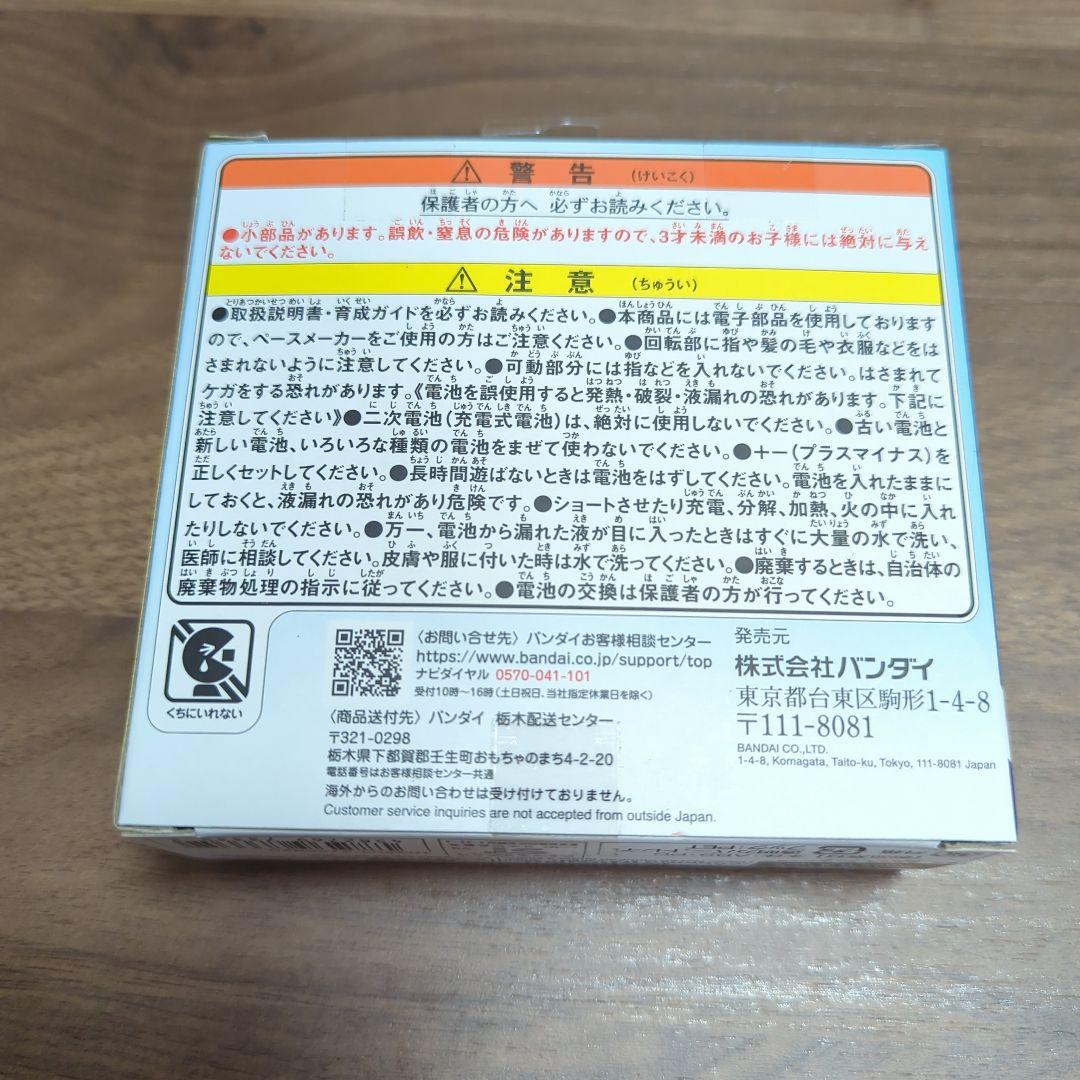 ⚠ 警告 (けいこく)
保護者の方へ 必ずお読みください。
●小部品があります。誤飲・窒息の危険がありますので、3才未満のお子様には絶対に与え
ないでください。
⚠ 注意 (ちゅうい)
●取扱説明書・育成ガイドを必ずお読みください。●本商品には電子部品を使用しております
ので、ペースメーカーをご使用の方はご注意ください。●回転部に指や髪の毛や衣服などをは
さまれないように注意してください。●可動部分には指などを入れないでください。はさまれて
ケガをする恐れがあります。《電池を誤使用すると発熱・破裂・液漏れの恐れがあります。下記に
注意してください》●二次電池(充電式電池)は、絶対に使用しないでください。●古い電池と
新しい電池、いろいろな種類の電池をまぜて使わないでください。●+−(プラスマイナス)を
正しくセットしてください。●長時間遊ばないときは電池をはずしてください。電池を入れたままに
しておくと、液漏れの恐れがあり危険です。●ショートさせたり充電、分解、加熱、火の中に入れ
たりしないでください。●万一、電池から漏れた液が目に入ったときはすぐに大量の水で洗い、
医師に相談してください。皮膚や服に付いた時は水で洗ってください。●廃棄するときは、自治体の
廃棄物処理の指示に従ってください。●電池の交換は保護者の方が行ってください。
くちにいれない
〈お問い合せ先〉バンダイお客様相談センター
https://www.bandai.co.jp/support/top
ナビダイヤル 0570-041-101
受付10時〜16時(土日祝日、当社指定休業日を除く)
〈商品送付先〉バンダイ 栃木配送センター
〒321-0298
栃木県下都賀郡壬生町おもちゃのまち4-2-20
電話番号はお客様相談センター共通
海外からのお問い合わせは受け付けておりません。
Customer service inquiries are not accepted from outside Japan.
発売元
株式会社バンダイ
東京都台東区駒形1-4-8
〒111-8081
BANDAI CO.,LTD.
1-4-8, Komagata, Taito-ku, Tokyo, 111-8081 Japan